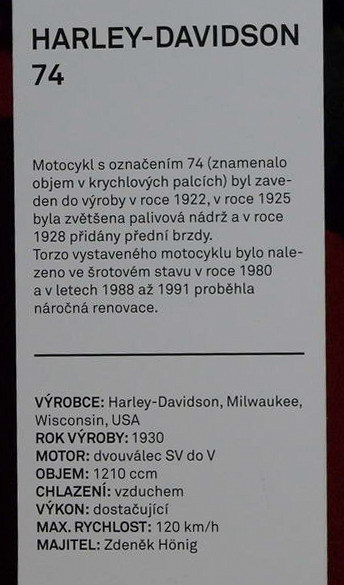 HARLEY-DAVIDSON
74
Motocykl s označením 74 (znamenalo
objem v krychlových palcích) byl zave-
den do výroby v roce 1922, v roce 1925
byla zvětšena palivová nádrž a v roce
1928 přidány přední brzdy.
Torzo vystaveného motocyklu bylo nale-
zeno ve šrotovém stavu v roce 1980
a v letech 1988 až 1991 proběhla
náročná renovace.
VÝROBCE: Harley-Davidson, Milwaukee,
Wisconsin, USA
ROK VÝROBY: 1930
MOTOR: dvouválec SV do V
OBJEM: 1210 ccm
CHLAZENÍ: vzduchem
VÝKON: dostačující
MAX. RYCHLOST: 120 km/h
MAJITEL: Zdeněk Hönig